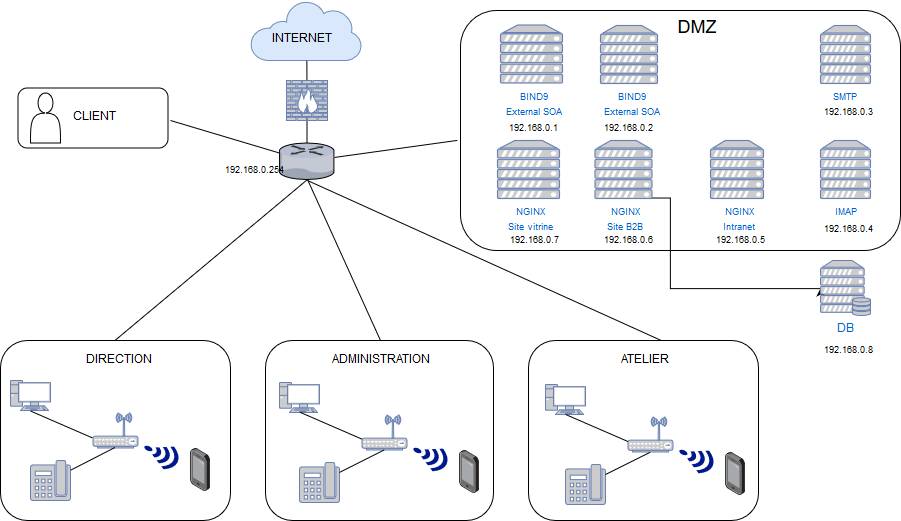 INTERNET
DMZ
CLIENT
BIND9
External SOA
192.168.0.1
BIND9
External SOA
192.168.0.2
SMTP
192.168.0.3
192.168.0.254
NGINX
Site vitrine
192.168.0.7
NGINX
Site B2B
192.168.0.6
NGINX
Intranet
192.168.0.5
IMAP
192.168.0.4
DB
192.168.0.8
DIRECTION
ADMINISTRATION
ATELIER